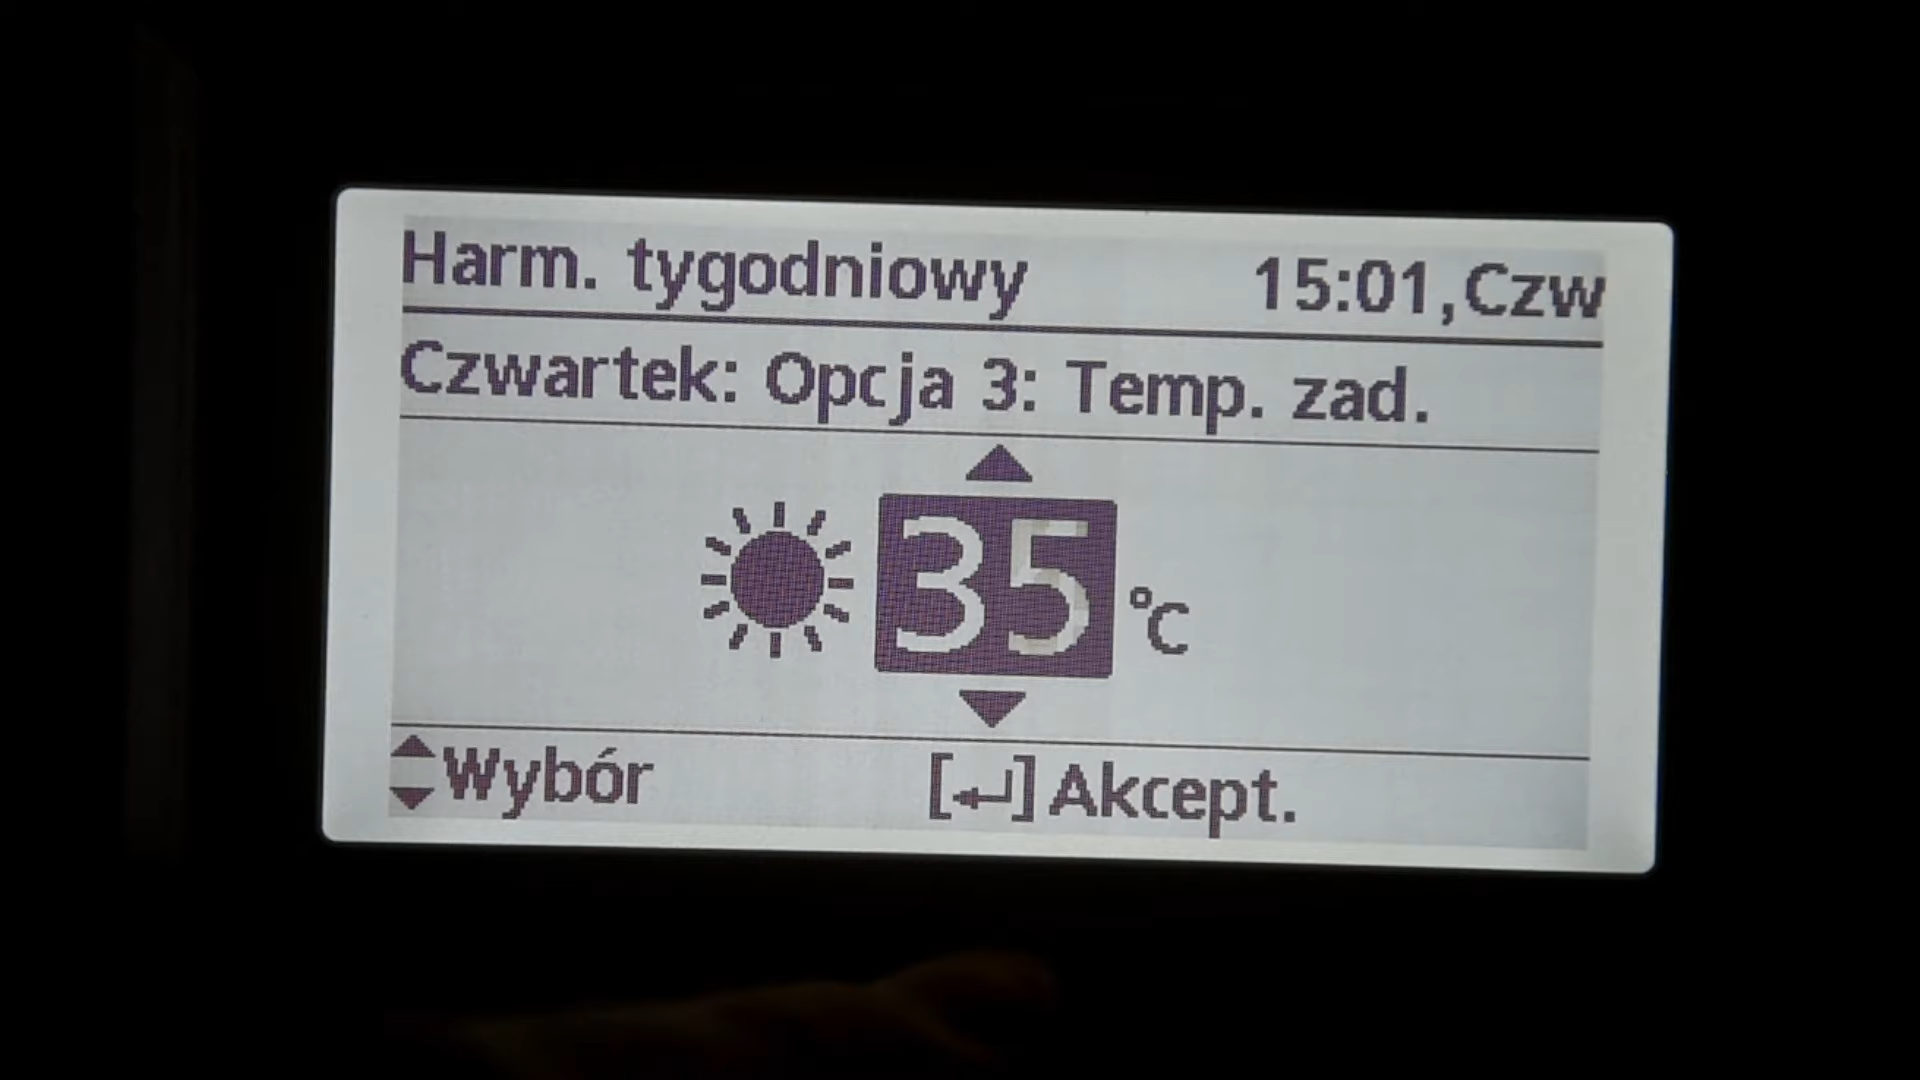 Harm. tygodniowy 15:01,Czw
Czwartek: Opcja 3: Temp. zad.
35 °C
Wybór [↵] Akcept.